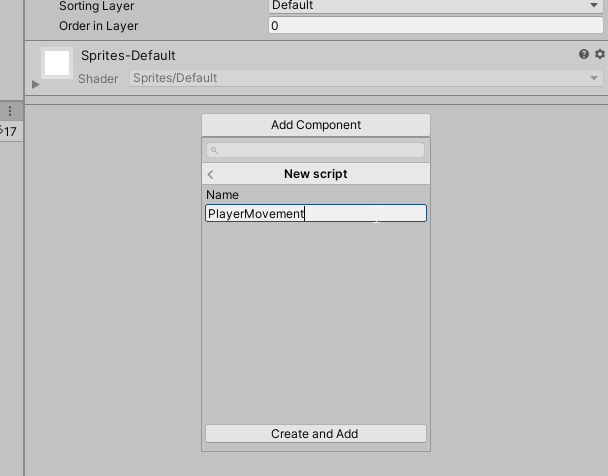 Sorting Layer Default
Order in Layer 0
Sprites-Default
Shader Sprites/Default
17
Add Component
New script
Name
PlayerMovement
Create and Add